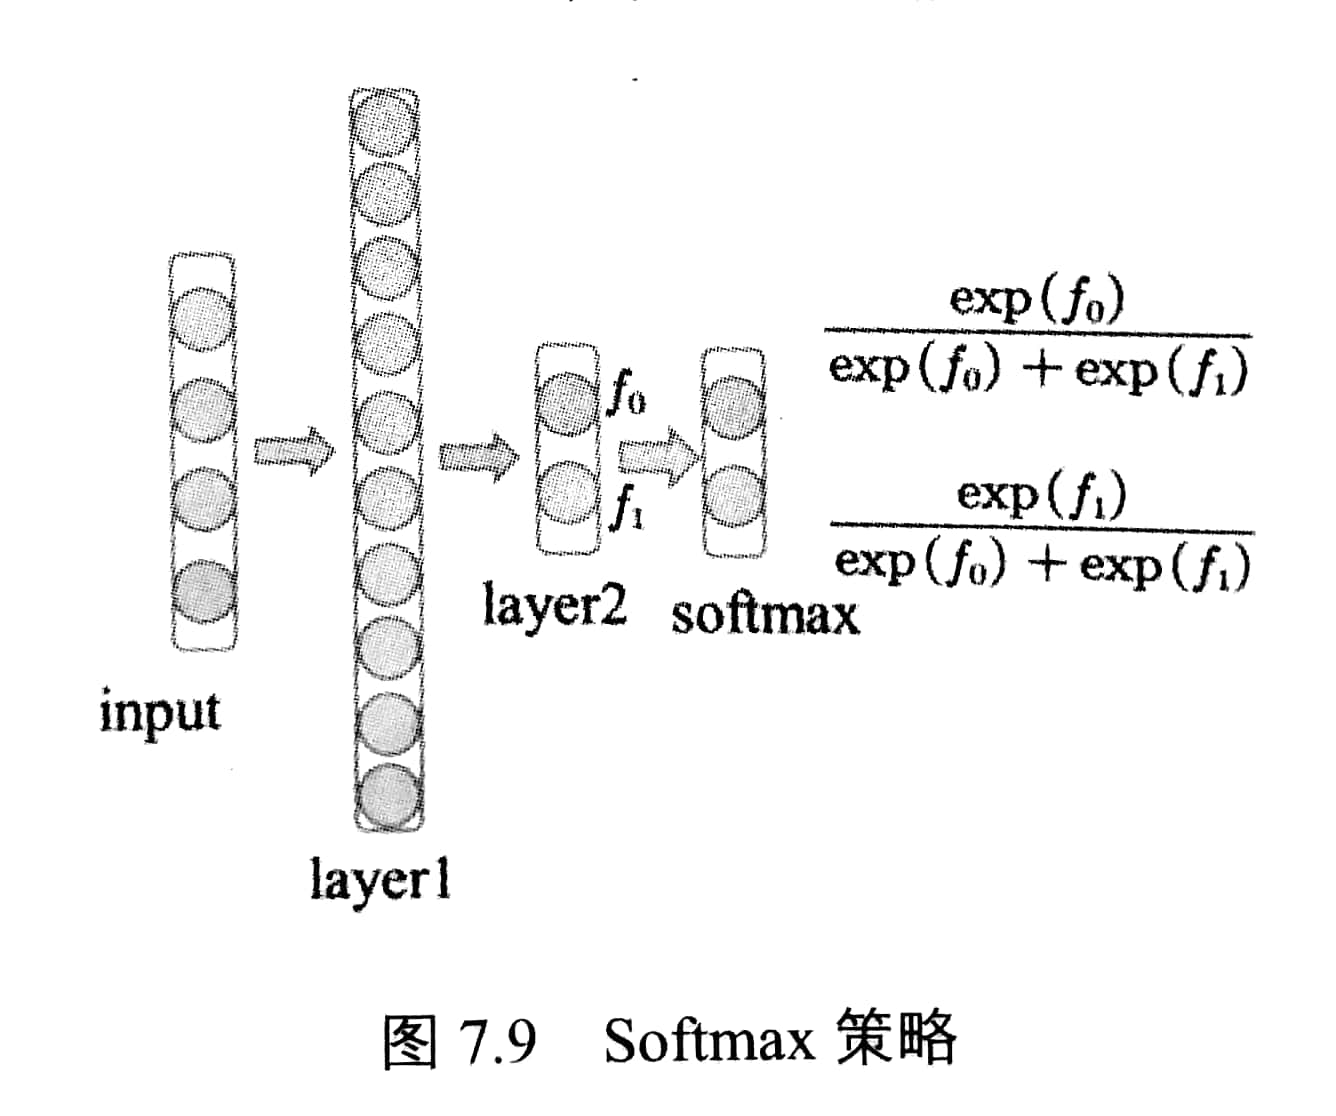 exp(f₀)
exp(f₀) + exp(f₁)
f₀
f₁
exp(f₁)
exp(f₀) + exp(f₁)
layer2
softmax
input
layer1
图 7.9 Softmax 策略